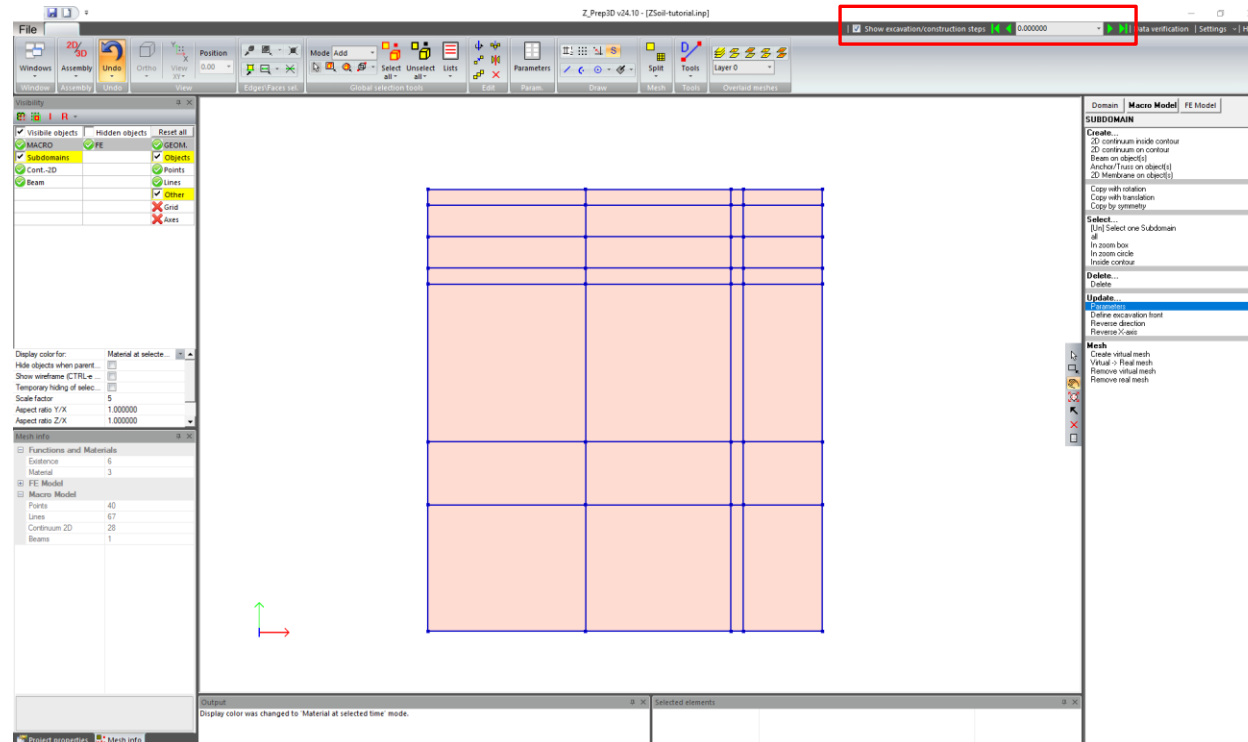 Z_Prep3D v24.10 - [ZSoil-tutorial.inp]
File
Show excavation/construction steps 0.000000
ata verification | Settings
Windows
Assembly
Undo
Ortho
View
XY
Position
0.00
Mode Add
Select all
Unselect all
Lists
Parameters
Split
Tools
Layer 0
Window
Assembly
Undo
View
Edges\Faces sel.
Global selection tools
Edit
Param.
Draw
Mesh
Tools
Overlaid meshes
Visibility
Visibile objects
Hidden objects
Reset all
MACRO
FE
GEOM.
Subdomains
Objects
Cont.-2D
Points
Beam
Lines
Other
Grid
Axes
Display color for: Material at selecte...
Hide objects when parent...
Show wireframe (CTRL-e ...
Temporary hiding of selec...
Scale factor 5
Aspect ratio Y/X 1.000000
Aspect ratio Z/X 1.000000
Mesh info
Functions and Materials
Existence 6
Material 3
FE Model
Macro Model
Points 40
Lines 67
Continuum 2D 28
Beams 1
Project properties
Mesh info
Output
Display color was changed to 'Material at selected time' mode.
Selected elements
Domain
Macro Model
FE Model
SUBDOMAIN
Create...
2D continuum inside contour
2D continuum on contour
Beam on object(s)
Anchor/Truss on object(s)
2D Membrane on object(s)
Copy with rotation
Copy with translation
Copy by symmetry
Select...
[Un] Select one Subdomain
all
In zoom box
In zoom circle
Inside contour
Delete...
Delete
Update...
Parameters
Define excavation front
Reverse direction
Reverse X-axis
Mesh
Create virtual mesh
Virtual -> Real mesh
Remove virtual mesh
Remove real mesh